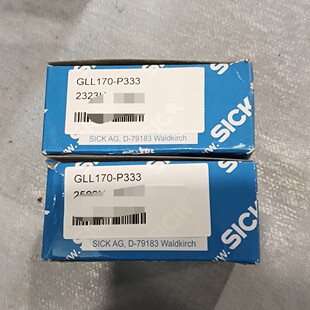 GLL170-P333
2323
SICK AG, D-79183 Waldkirch
SICK
GLL170-P333
SICK AG, D-79183 Waldkirch
SICK